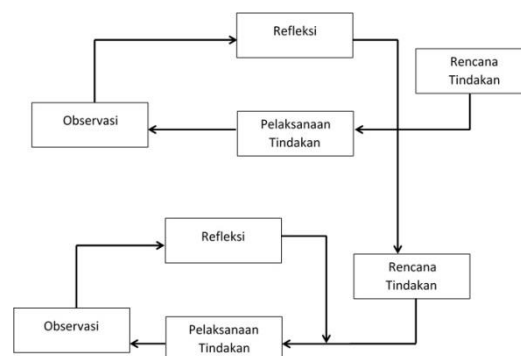 Refleksi
Rencana
Tindakan
Observasi
Pelaksanaan
Tindakan
Refleksi
Rencana
Tindakan
Observasi
Pelaksanaan
Tindakan